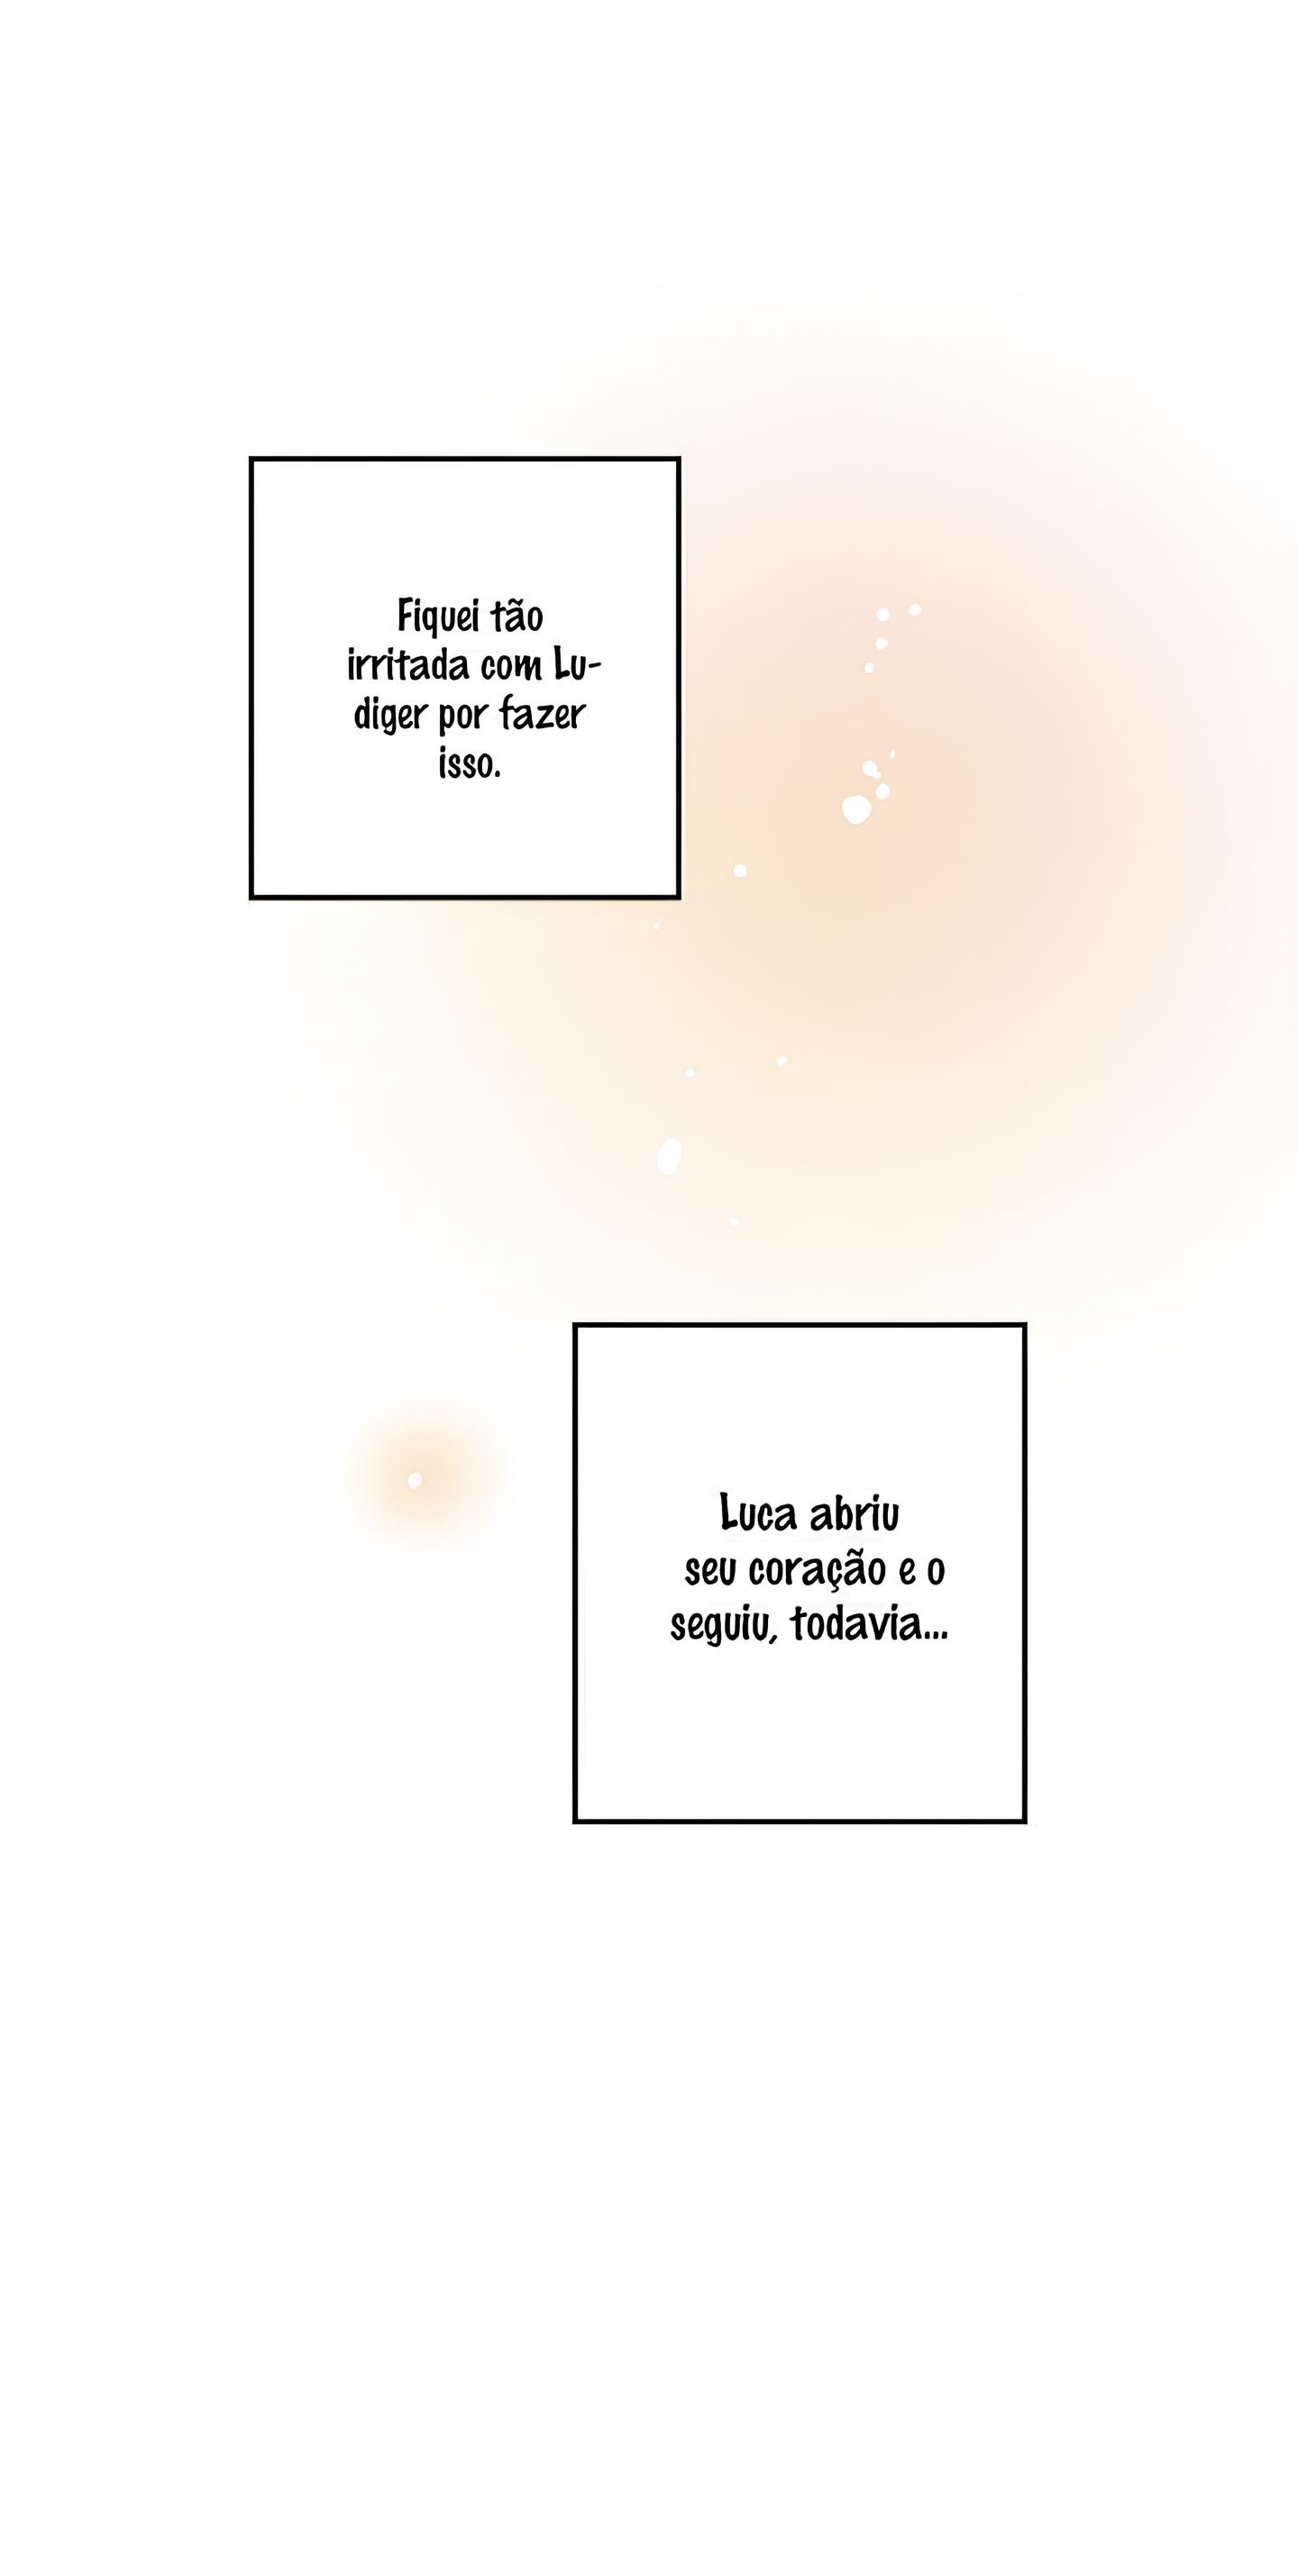 Fiquei tão
irritada com Lu-
diger por fazer
isso.
Luca abriu
seu coração e o
seguiu, todavia...